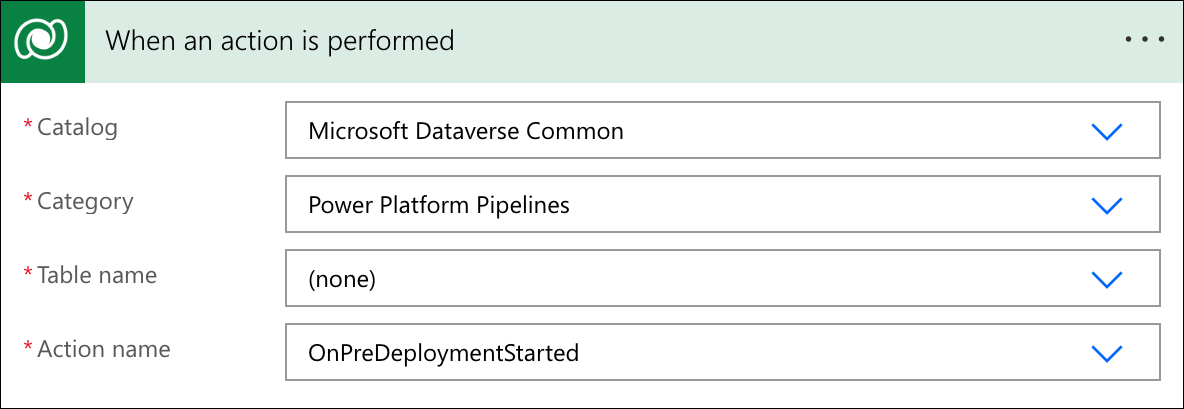 When an action is performed
* Catalog Microsoft Dataverse Common
* Category Power Platform Pipelines
* Table name (none)
* Action name OnPreDeploymentStarted